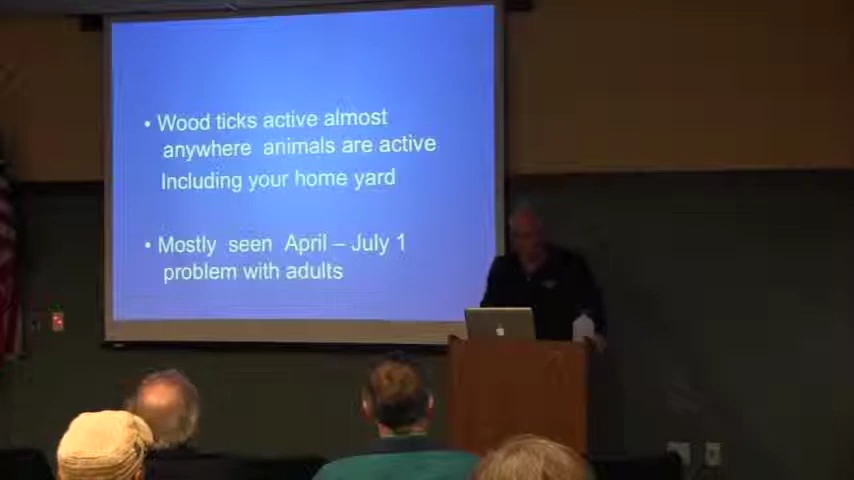 • Wood ticks active almost
anywhere animals are active
Including your home yard
• Mostly seen April – July 1
problem with adults